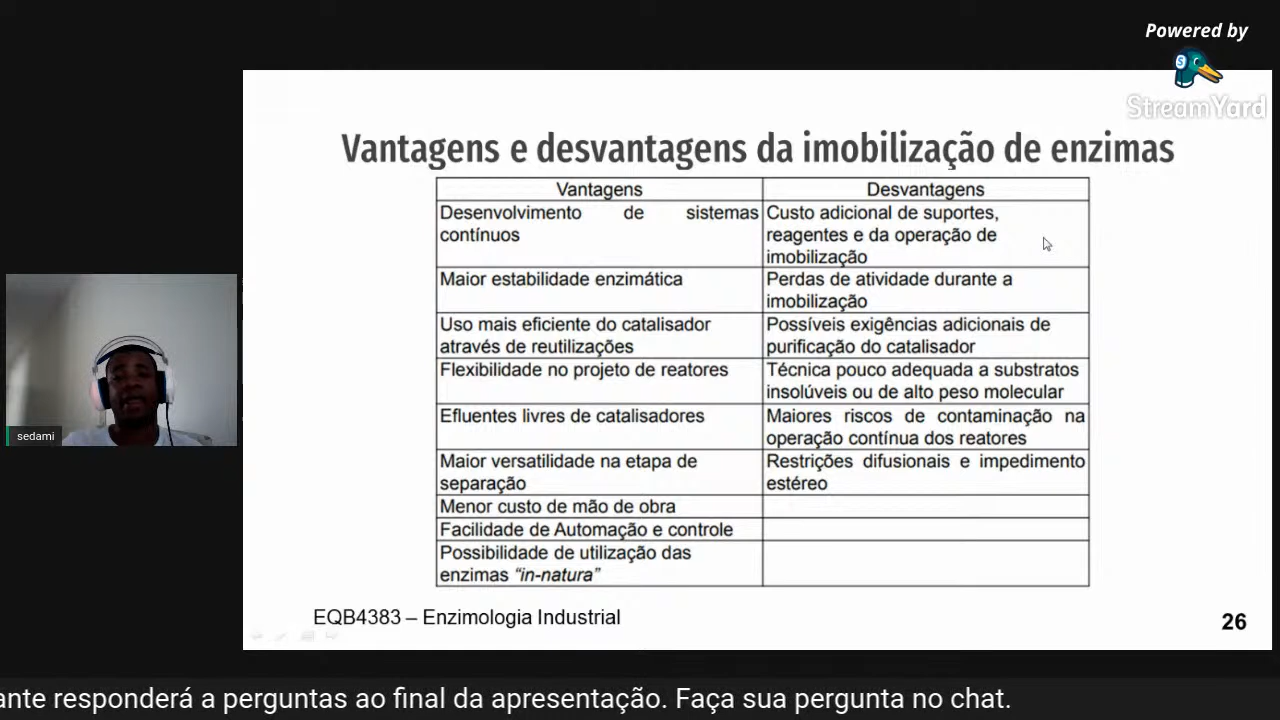 Powered by
StreamYard
Vantagens e desvantagens da imobilização de enzimas
Vantagens
Desvantagens
Desenvolvimento de sistemas
contínuos
Custo adicional de suportes,
reagentes e da operação de
imobilização
Maior estabilidade enzimática
Perdas de atividade durante a
imobilização
Uso mais eficiente do catalisador
através de reutilizações
Possíveis exigências adicionais de
purificação do catalisador
Flexibilidade no projeto de reatores
Técnica pouco adequada a substratos
insolúveis ou de alto peso molecular
Efluentes livres de catalisadores
Maiores riscos de contaminação na
operação contínua dos reatores
Maior versatilidade na etapa de
separação
Restrições difusionais e impedimento
estéreo
Menor custo de mão de obra
Facilidade de Automação e controle
Possibilidade de utilização das
enzimas "in-natura"
EQB4383 – Enzimologia Industrial
26
sedami
ante responderá a perguntas ao final da apresentação. Faça sua pergunta no chat.